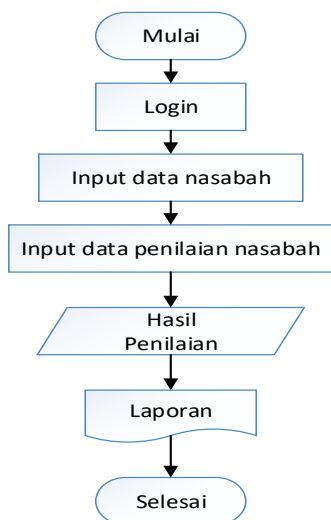 Mulai
Login
Input data nasabah
Input data penilaian nasabah
Hasil
Penilaian
Laporan
Selesai